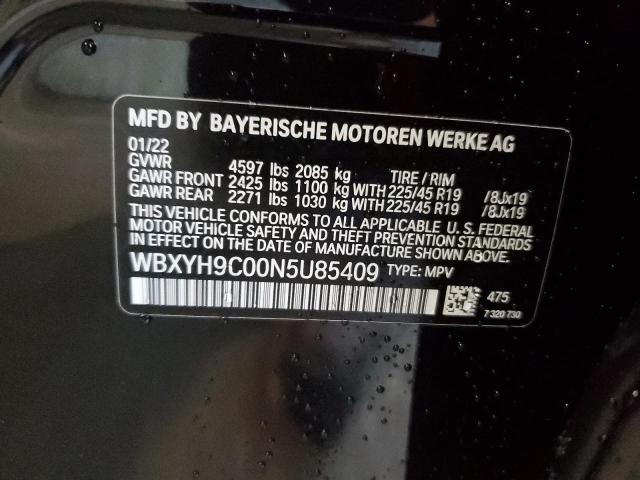 MFD BY BAYERISCHE MOTOREN WERKE AG
01/22
GVWR 4597 lbs 2085 kg TIRE / RIM
GAWR FRONT 2425 lbs 1100 kg WITH 225/45 R19 /8Jx19
GAWR REAR 2271 lbs 1030 kg WITH 225/45 R19 /8Jx19
THIS VEHICLE CONFORMS TO ALL APPLICABLE U.S. FEDERAL
MOTOR VEHICLE SAFETY AND THEFT PREVENTION STANDARDS
IN EFFECT ON THE DATE OF MANUFACTURE SHOWN ABOVE.
WBXYH9C00N5U85409 TYPE: MPV
475
7 320 730